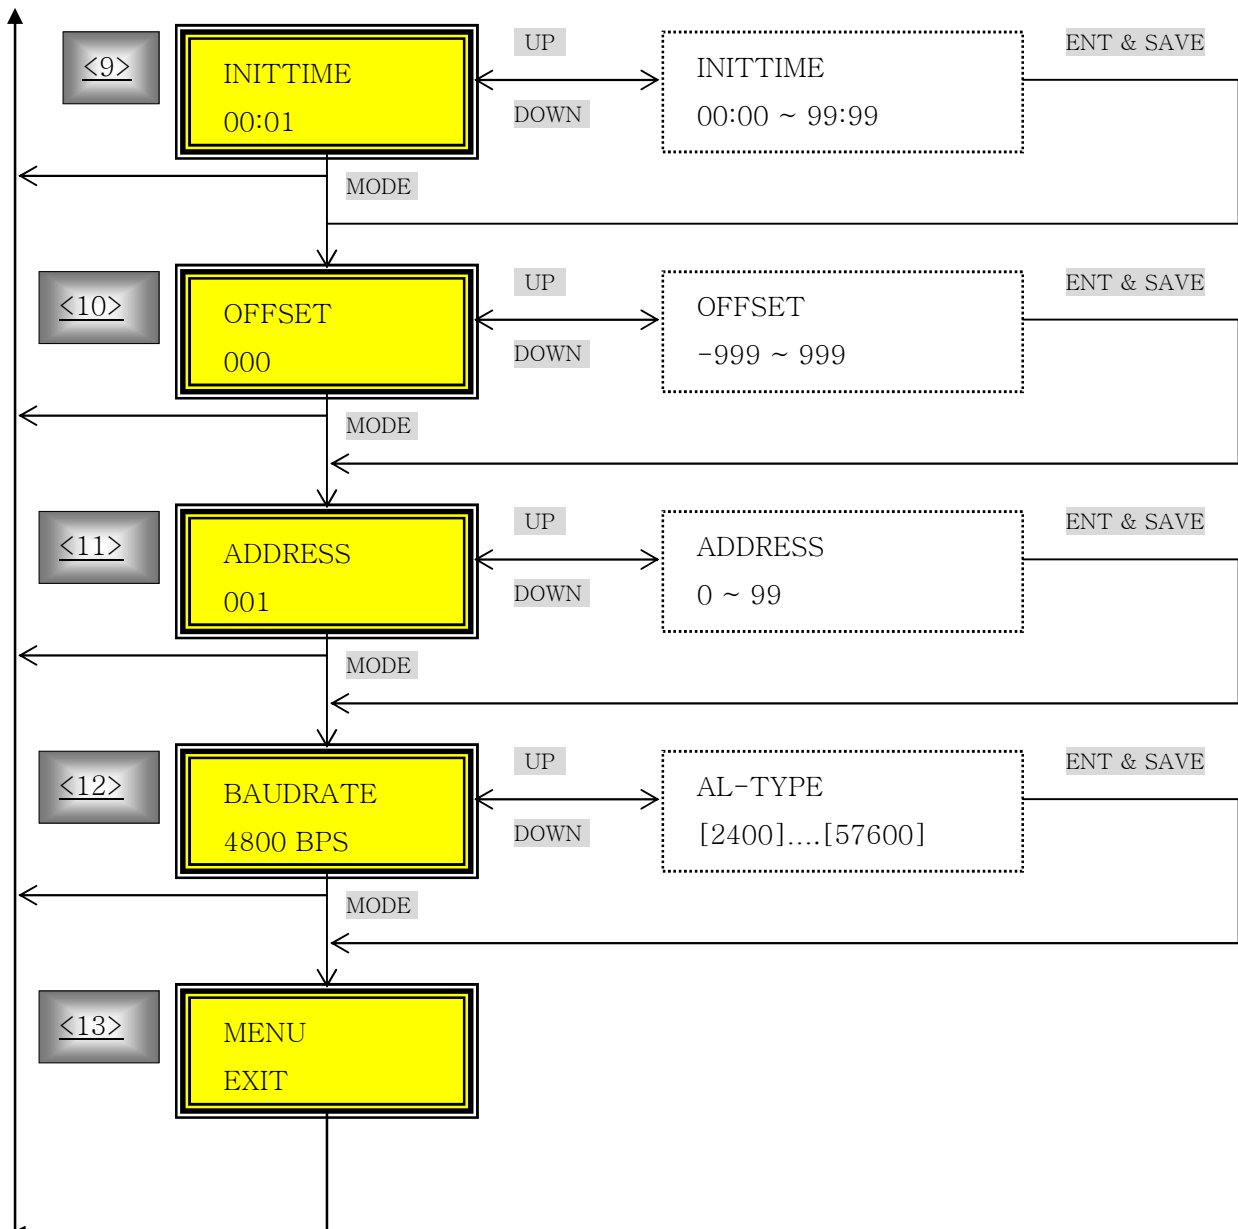 <9>
INITTIME
00:01
UP
DOWN
INITTIME
00:00 ~ 99:99
ENT & SAVE
MODE
<10>
OFFSET
000
UP
DOWN
OFFSET
-999 ~ 999
ENT & SAVE
MODE
<11>
ADDRESS
001
UP
DOWN
ADDRESS
0 ~ 99
ENT & SAVE
MODE
<12>
BAUDRATE
4800 BPS
UP
DOWN
AL-TYPE
[2400]....[57600]
ENT & SAVE
MODE
<13>
MENU
EXIT